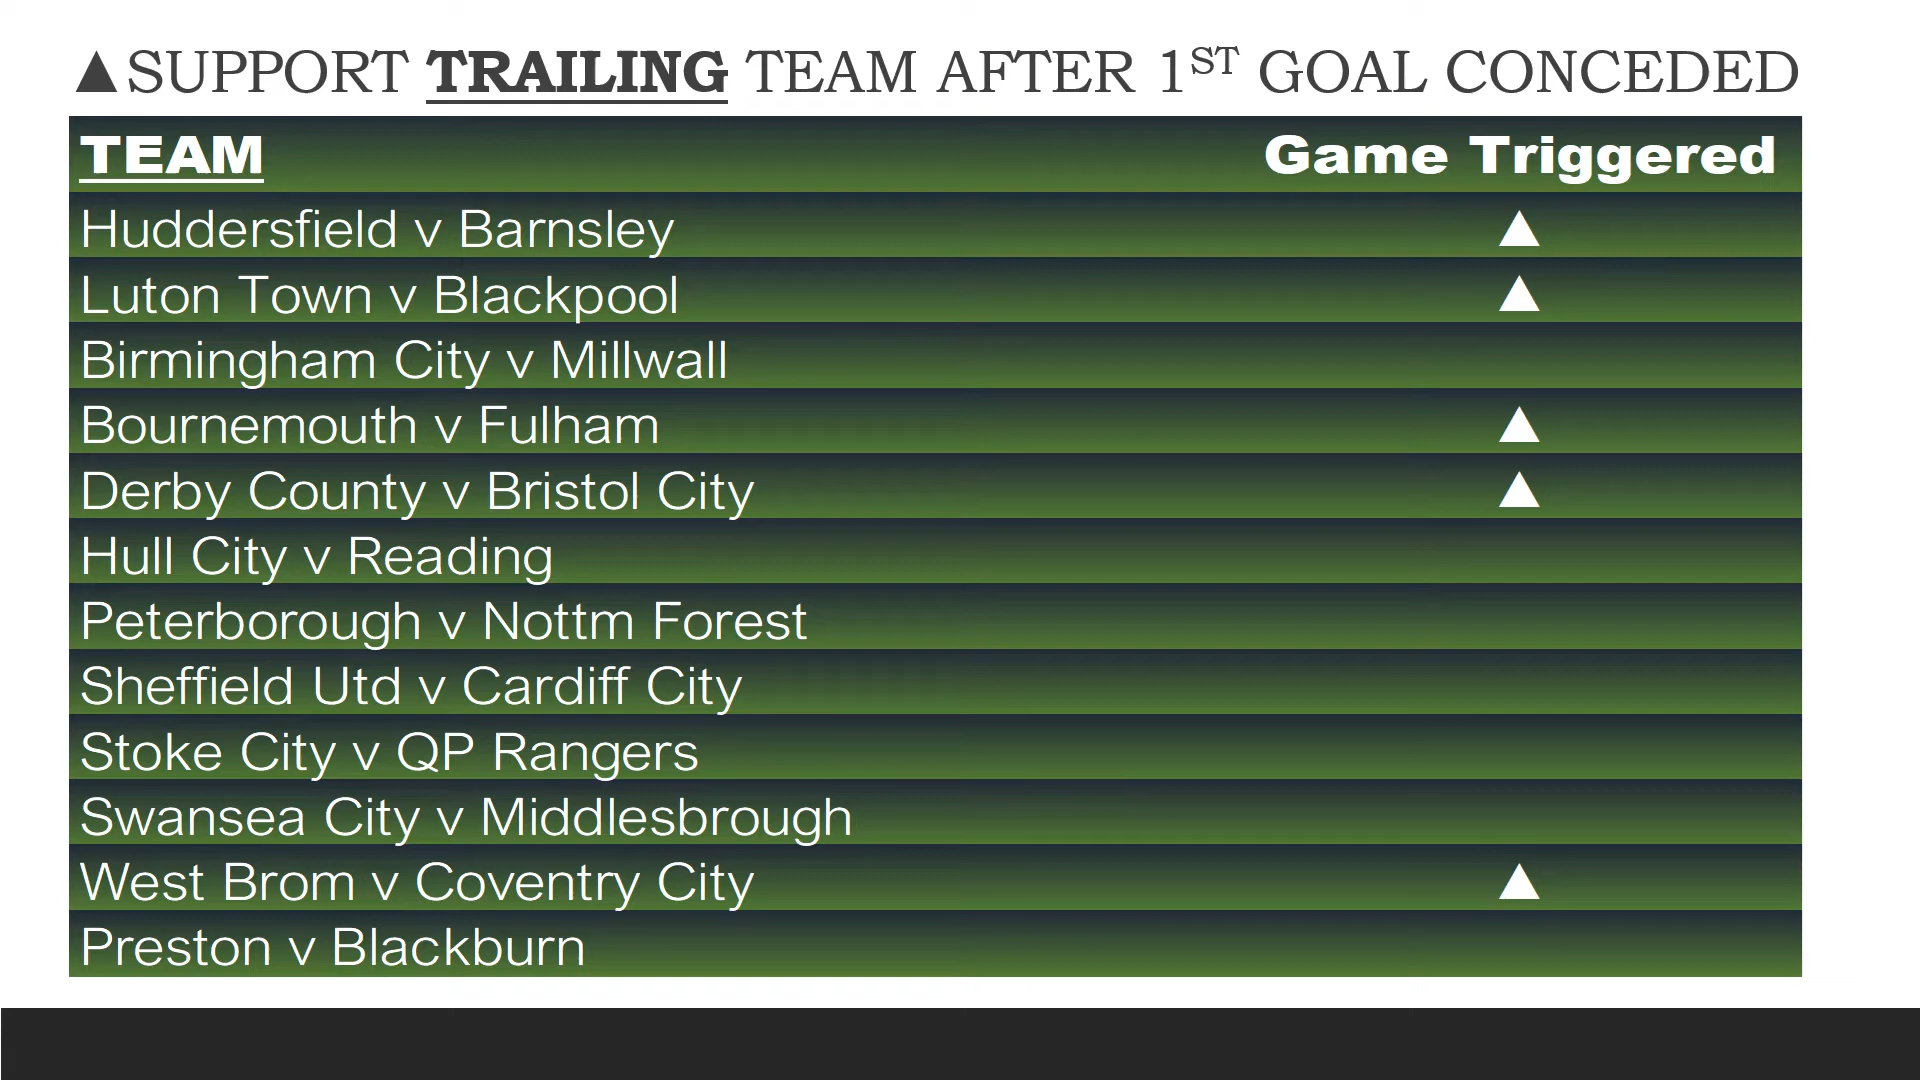 ▲SUPPORT TRAILING TEAM AFTER 1ST GOAL CONCEDED
TEAM Game Triggered
Huddersfield v Barnsley ▲
Luton Town v Blackpool ▲
Birmingham City v Millwall
Bournemouth v Fulham ▲
Derby County v Bristol City ▲
Hull City v Reading
Peterborough v Nottm Forest
Sheffield Utd v Cardiff City
Stoke City v QP Rangers
Swansea City v Middlesbrough
West Brom v Coventry City ▲
Preston v Blackburn